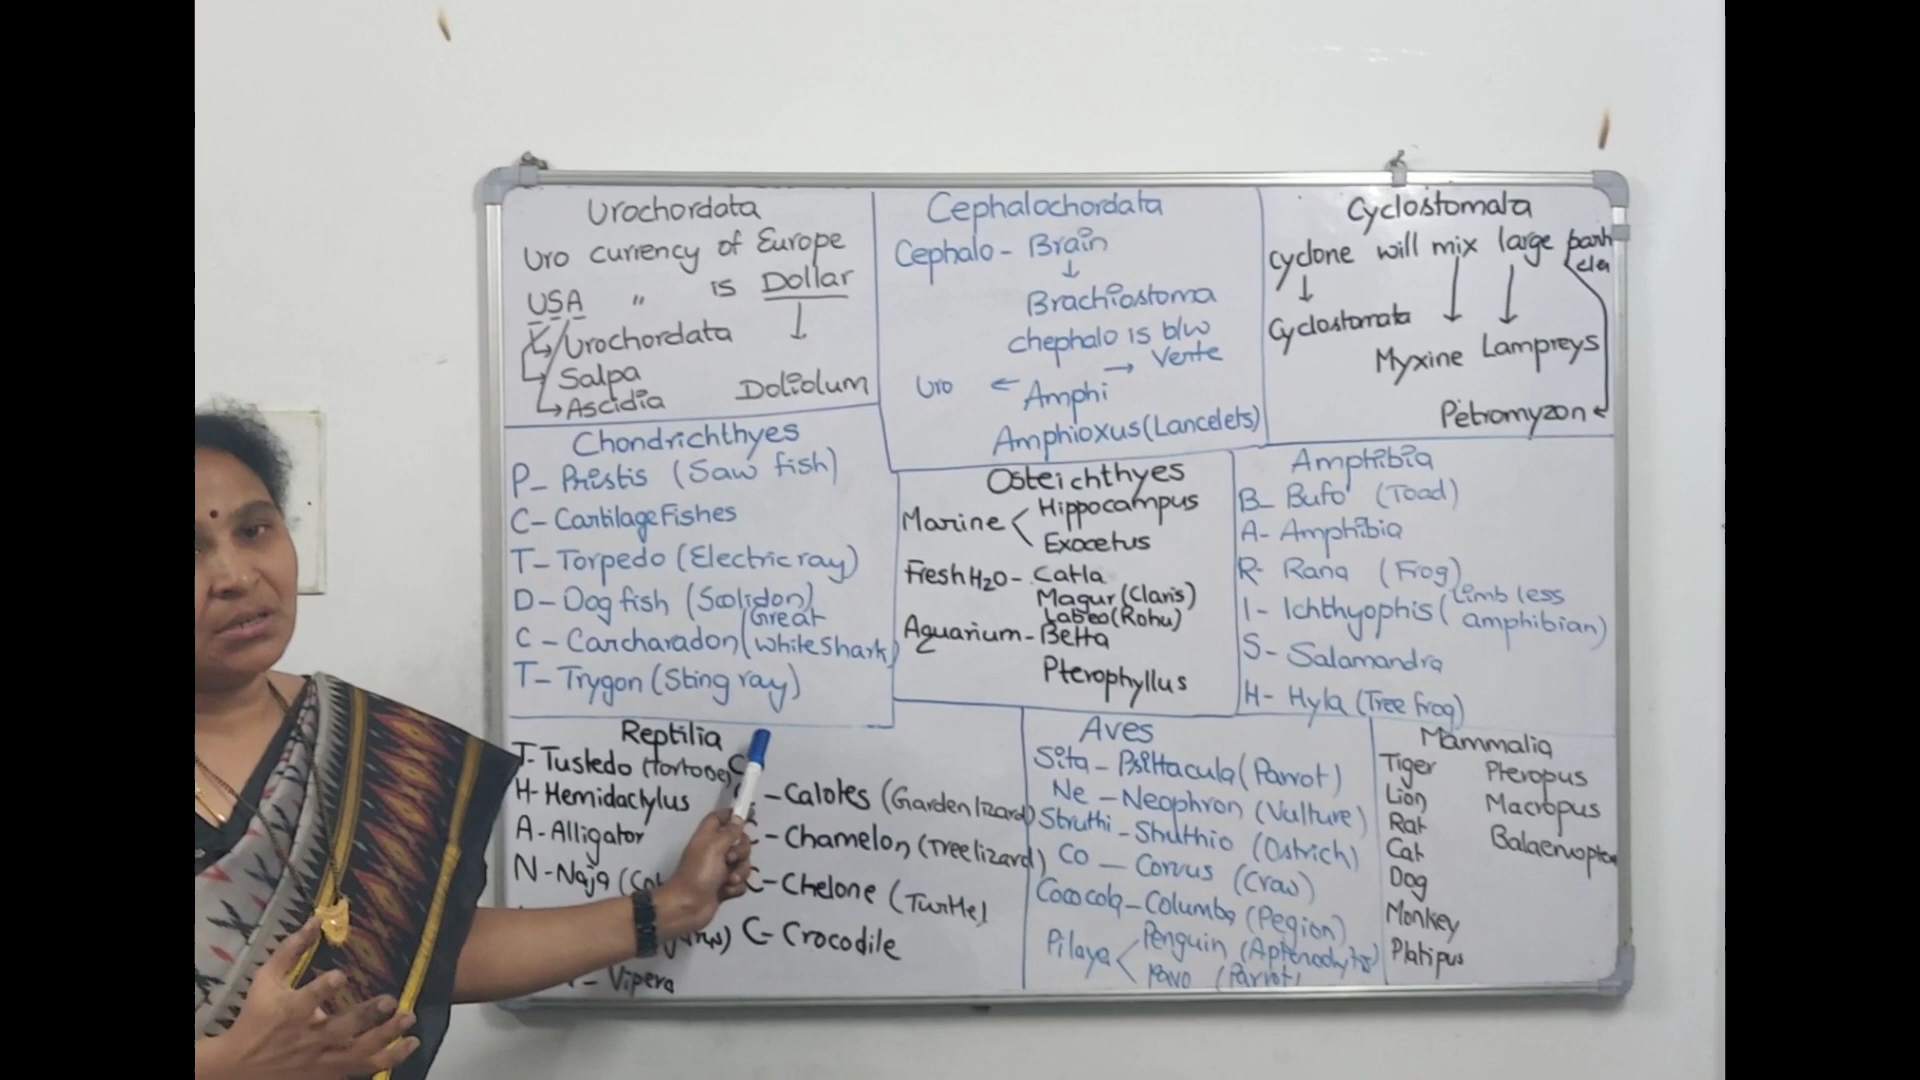 Urochordata
Uro currency of Europe
USA " is Dollar
Urochordata
Salpa
Ascidia
Doliolum
Cephalochordata
Cephalo - Brain
Brachiostoma
chephalo is b/w
Verte
Uro
Amphi
Amphioxus (Lancelets)
Cyclostomata
cyclone will mix large
Cyclostomata
Myxine Lampreys
Petromyzon
Chondrichthyes
P- Pristis (Saw fish)
C- Cartilage Fishes
T- Torpedo (Electric ray)
D- Dog fish (Scolidon)
C- Carcharadon (Great
White Shark)
T- Trygon (Sting ray)
Osteichthyes
Marine
Hippocampus
Exocetus
Fresh H2O - Catla
Magur (Claris)
Labeo (Rohu)
Aquarium - Betta
Pterophyllus
Amphibia
B- Bufo (Toad)
A- Amphibia
R- Rana (Frog)
I- Ichthyophis (Limb less
amphibian)
S- Salamandra
H- Hyla (Tree frog)
Reptilia
T- Tustedo
H- Hemidactylus
A- Alligator
N- Naja
Vipera
- Calotes (Garden lizard)
- Chamelon (Tree lizard)
C- Chelone (Turtle)
C- Crocodile
Aves
Sita - Psittacula (Parrot)
Ne - Neophron (Vulture)
Struthi - Struthio (Ostrich)
Co - Corvus (Craw)
Cococola - Columba (Pegion)
Pilaya
Penguin (Aptenodytes)
Pavo (Parrot)
Mammalia
Tiger
Lion
Rat
Cat
Dog
Monkey
Platipus
Pteropus
Macropus